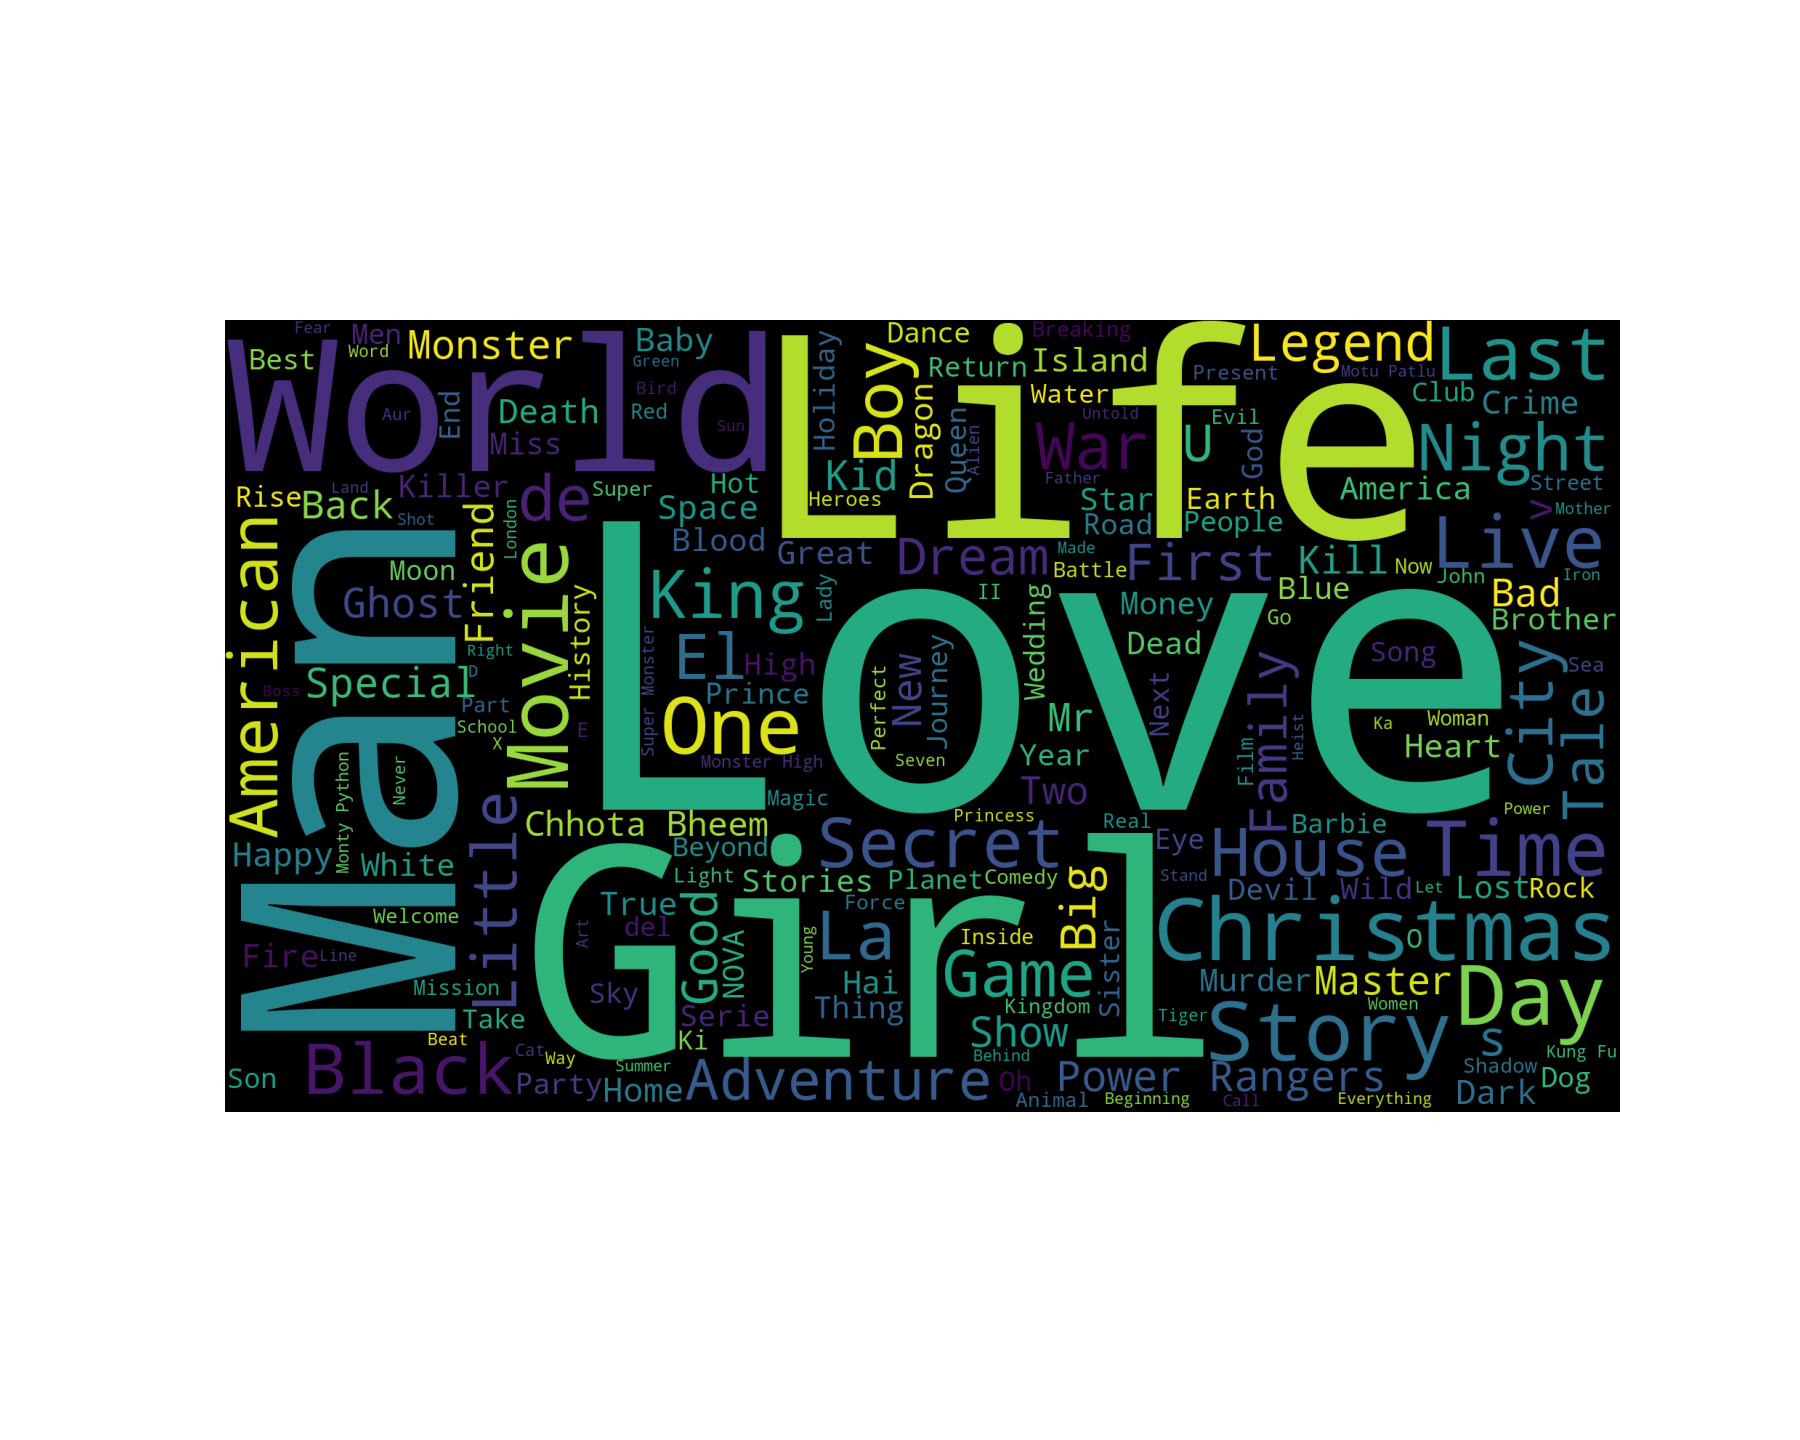 Fear
Men
Best
Word
Monster
World
Baby
Green
Bird
Red
Sun
Aur
End
Death
Miss
Life
Holiday
Boy
Dance
Return
Dragon
Queen
Alien
Breaking
Island
Water
Untold
War
Father
Present
Evil
U
God
Legend
Motu Patlu
Last
Club
Crime
Night
Street
Mother
Rise
Land
Back
Shot
Killer
de
Super
Hot
Space
Kid
Heroes
Star
Road
Earth
People
America
>
Live
American
Man
Moon
Ghost
Friend
London
Movie
History
Blood
Great
King
Lady
Dream
II
Made
Battle
First
Kill
Now
John
Iron
Bad
Brother
Blue
Go
Money
Dead
Wedding
Love
Right
D
Special
Boss
Part
School
X
E
Super Monster
El
High
Prince
One
Monster High
Magic
Perfect
New
Journey
Seven
Mr
Year
Two
Next
Film
Family
Heist
Song
Ka
Woman
Heart
City
Sea
Tale
Power
Princess
Real
Barbie
Monty Python
Never
Little
Happy
White
Welcome
Chhota Bheem
Beyond
Light
Stories
Secret
Planet
Comedy
Eye
Stand
House
Time
Devil
Wild
Let
Lost
Rock
Fire
Line
Mission
Take
Girl
True
del
Art
Sky
Good
NOVA
Serie
Ki
Young
La
Force
Hai
Thing
Inside
Game
Kingdom
Show
Behind
Big
Sister
Christmas
O
Murder
Master
Women
Tiger
Day
Story
s
Kung Fu
Son
Black
Beat
Cat
Way
Party
Summer
Home
Adventure
Oh
Animal
Power
Beginning
Rangers
Call
Everything
Shadow
Dark
Dog